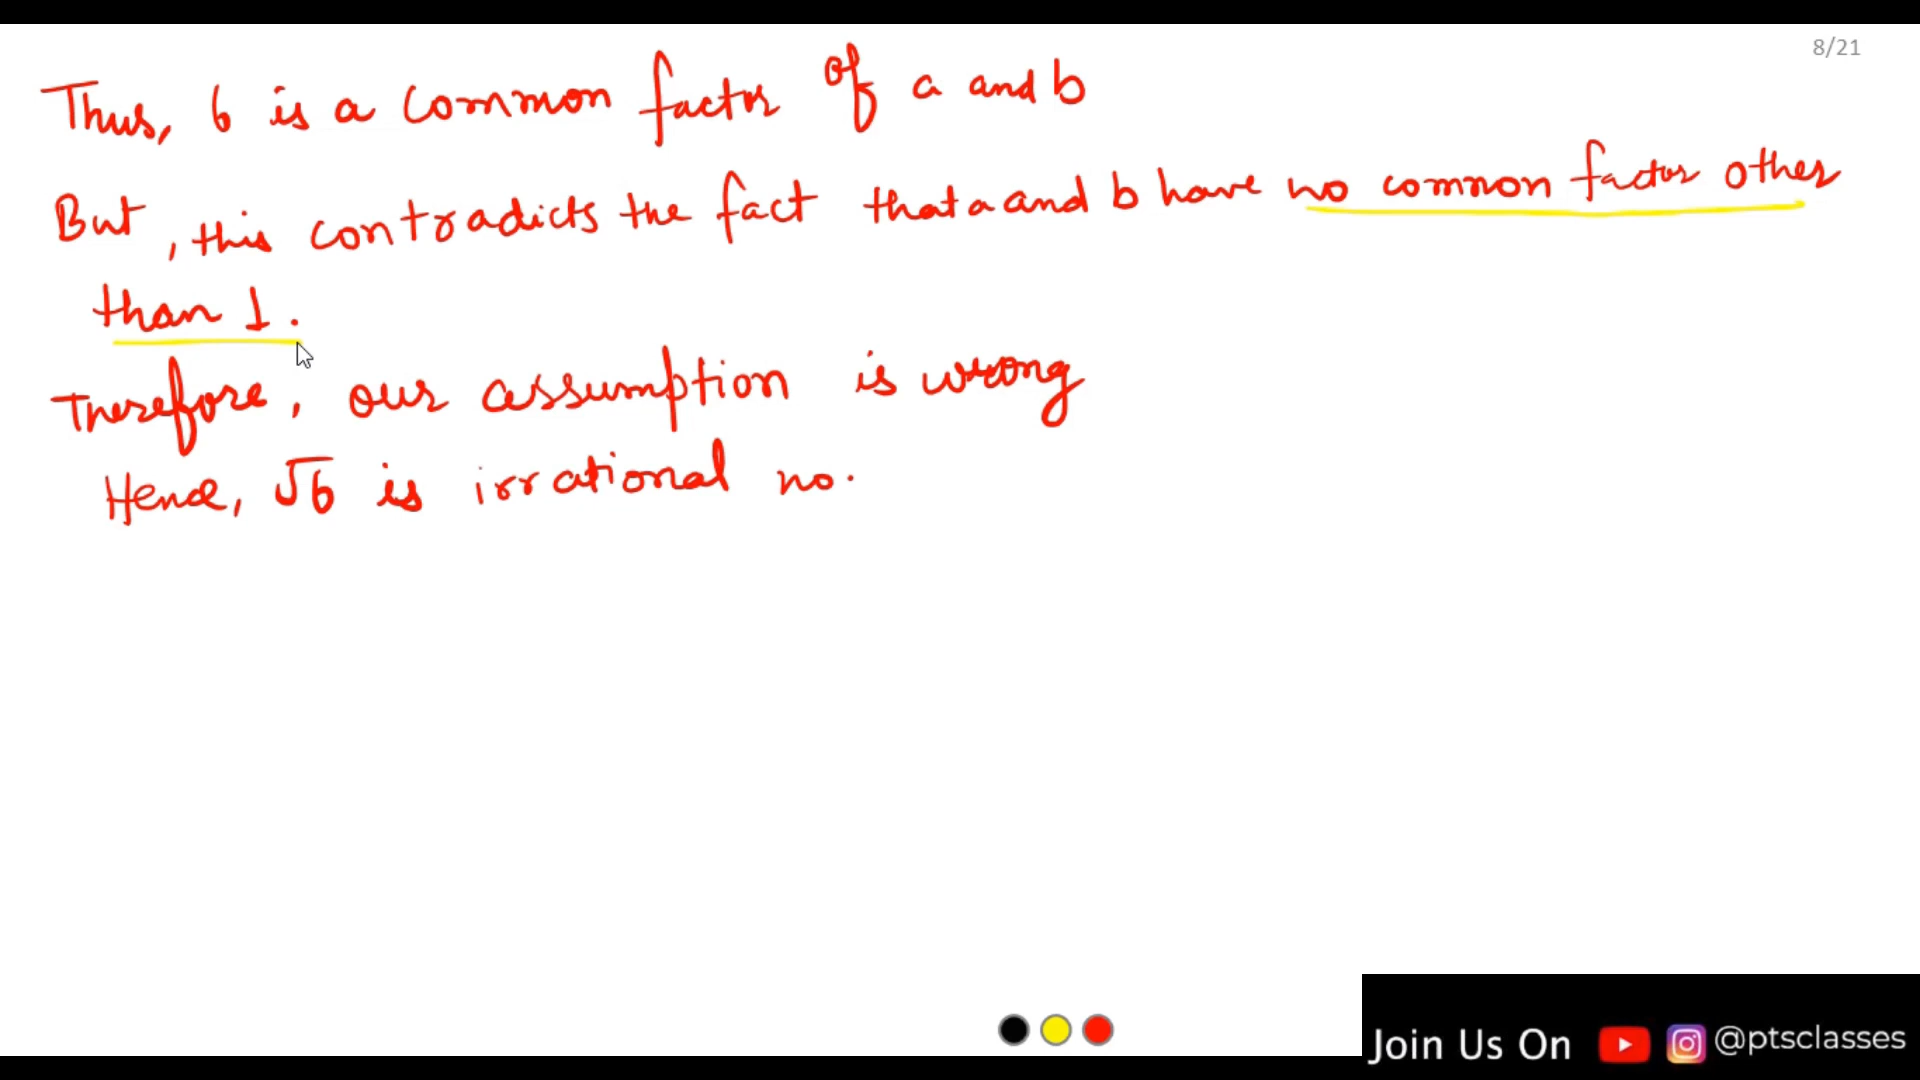 8/21
Thus, 6 is a common factor of a and b
But, this contradicts the fact that a and b have no common factor other
than 1.
Therefore, our assumption is wrong
Hence, √6 is irrational no.
Join Us On @ptsclasses